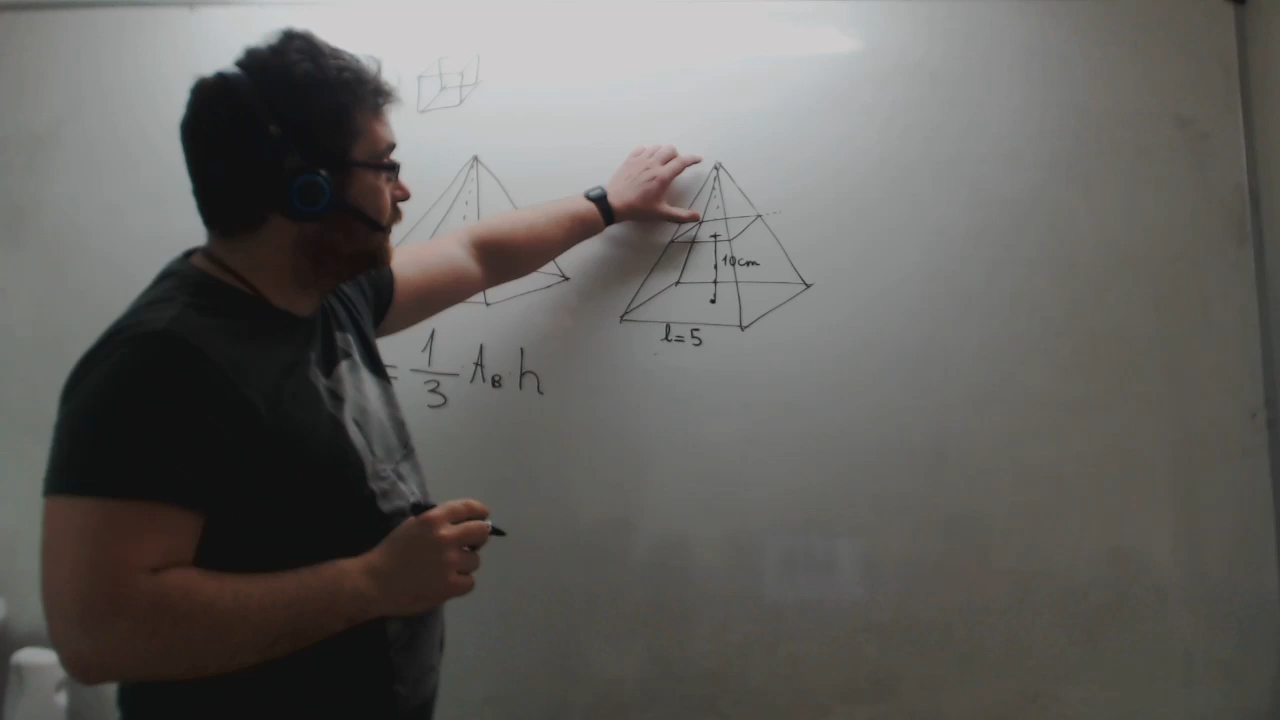 10cm
l=5
= 1/3 · A_B · h